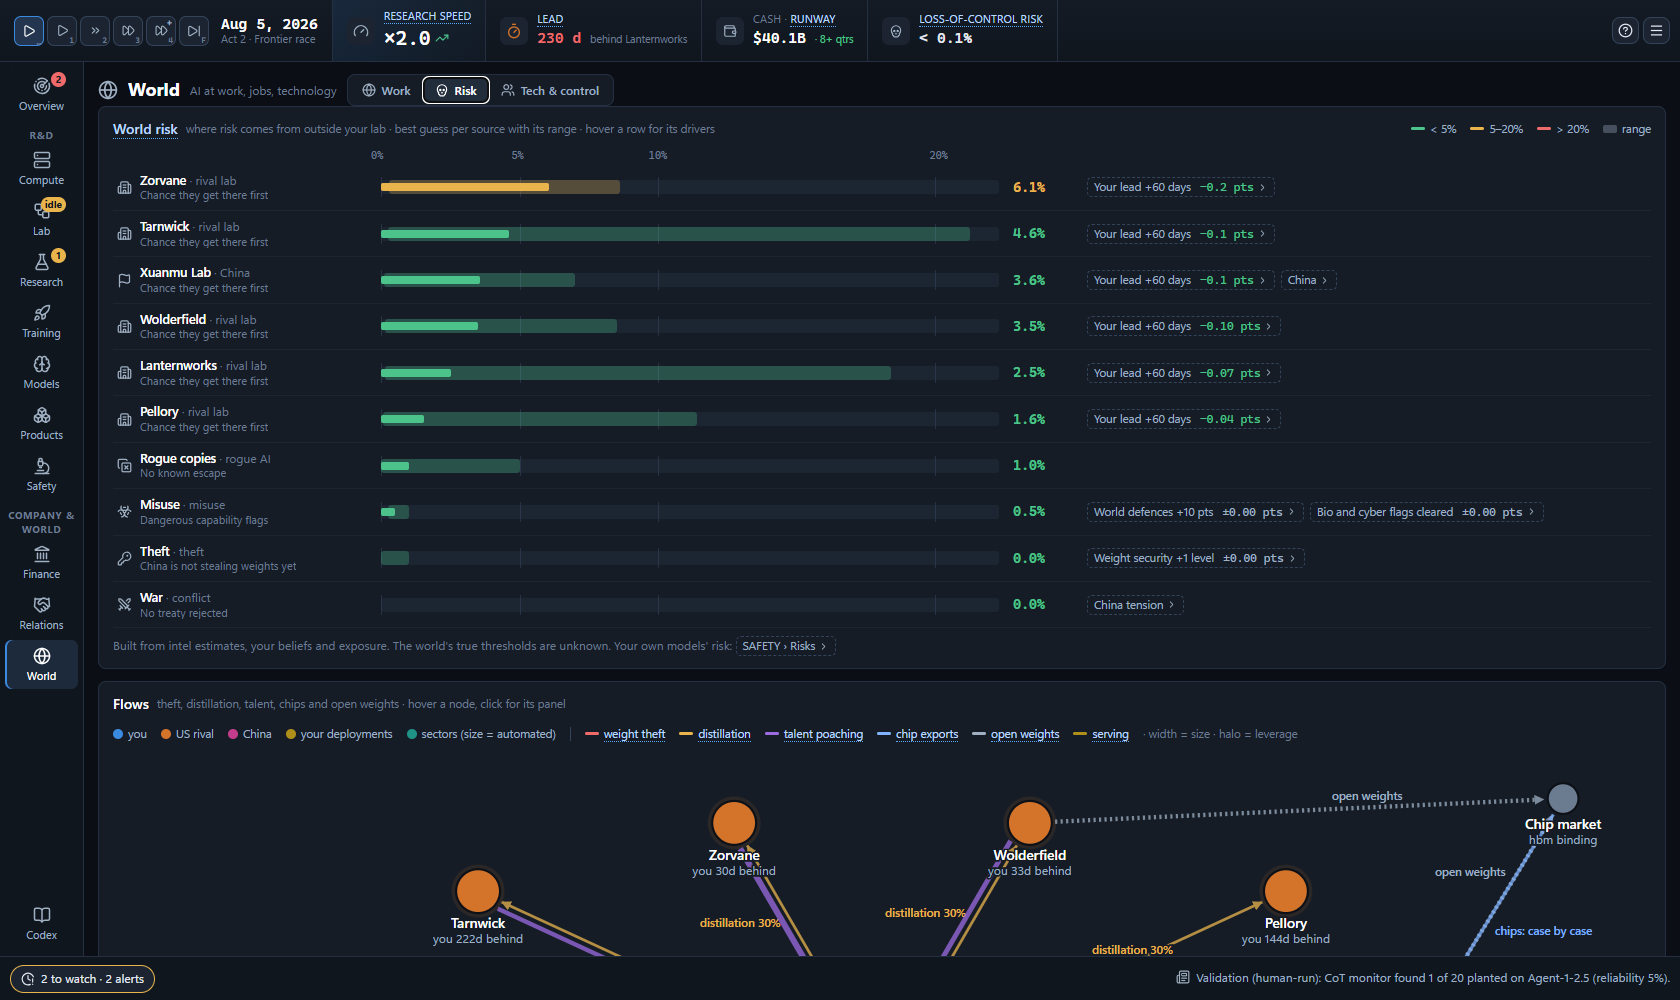 Aug 5, 2026
Act 2 · Frontier race
1
2
3
4
F
RESEARCH SPEED
×2.0
LEAD
230 d behind Lanternworks
CASH · RUNWAY
$40.1B · 8+ qtrs
LOSS-OF-CONTROL RISK
< 0.1%
2
Overview
R&D
Compute
idle
Lab
1
Research
Training
Models
Products
Safety
COMPANY & WORLD
Finance
Relations
World
Codex
World AI at work, jobs, technology
Work
Risk
Tech & control
World risk where risk comes from outside your lab · best guess per source with its range · hover a row for its drivers
< 5% 5–20% > 20% range
0% 5% 10% 20%
Zorvane · rival lab
Chance they get there first
6.1%
Your lead +60 days −0.2 pts ›
Tarnwick · rival lab
Chance they get there first
4.6%
Your lead +60 days −0.1 pts ›
Xuanmu Lab · China
Chance they get there first
3.6%
Your lead +60 days −0.1 pts › China ›
Wolderfield · rival lab
Chance they get there first
3.5%
Your lead +60 days −0.10 pts ›
Lanternworks · rival lab
Chance they get there first
2.5%
Your lead +60 days −0.07 pts ›
Pellory · rival lab
Chance they get there first
1.6%
Your lead +60 days −0.04 pts ›
Rogue copies · rogue AI
No known escape
1.0%
Misuse · misuse
Dangerous capability flags
0.5%
World defences +10 pts ±0.00 pts › Bio and cyber flags cleared ±0.00 pts ›
Theft · theft
China is not stealing weights yet
0.0%
Weight security +1 level ±0.00 pts ›
War · conflict
No treaty rejected
0.0%
China tension ›
Built from intel estimates, your beliefs and exposure. The world's true thresholds are unknown. Your own models' risk: SAFETY › Risks ›
Flows theft, distillation, talent, chips and open weights · hover a node, click for its panel
you US rival China your deployments sectors (size = automated) weight theft distillation talent poaching chip exports open weights serving · width = size · halo = leverage
open weights
Chip market
hbm binding
Zorvane
you 30d behind
Wolderfield
you 33d behind
open weights
Tarnwick
you 222d behind
Pellory
you 144d behind
distillation 30%
distillation 30%
distillation 30%
chips: case by case
2 to watch · 2 alerts
Validation (human-run): CoT monitor found 1 of 20 planted on Agent-1-2.5 (reliability 5%).